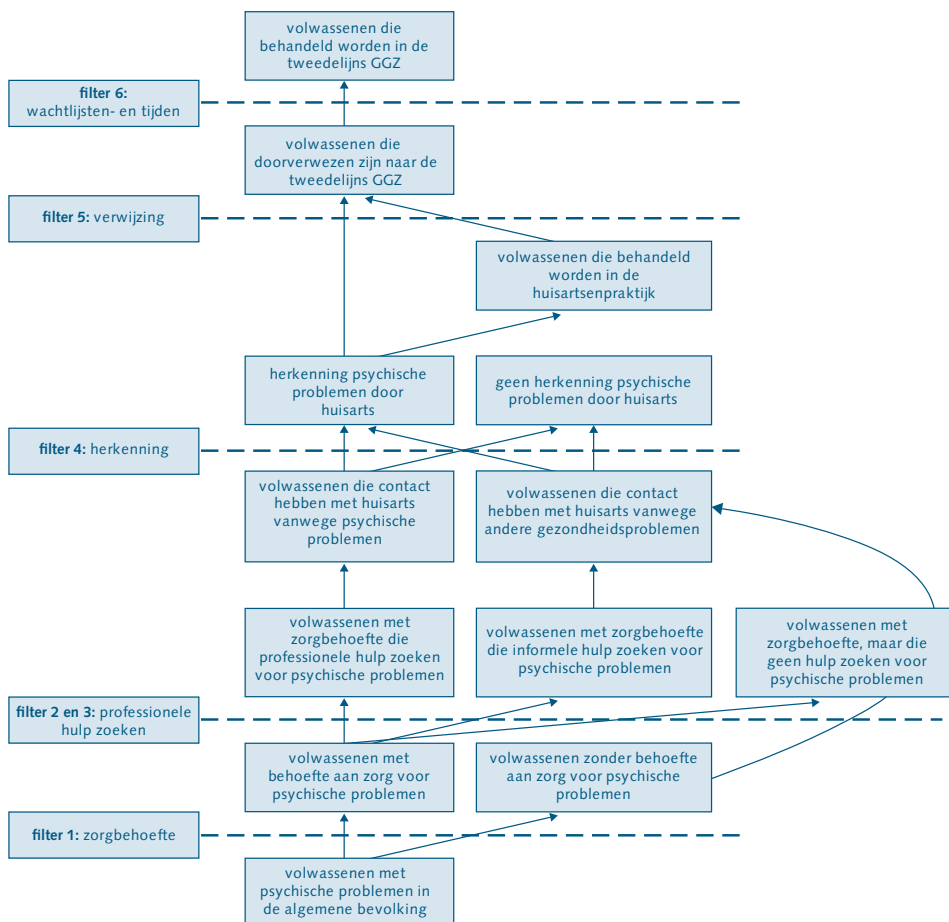 volwassenen die
behandeld worden in de
tweedelijns GGZ
filter 6:
wachtlijsten- en tijden
volwassenen die
doorverwezen zijn naar de
tweedelijns GGZ
filter 5: verwijzing
volwassenen die behandeld
worden in de
huisartsenpraktijk
herkenning psychische
problemen door
huisarts
geen herkenning psychische
problemen door huisarts
filter 4: herkenning
volwassenen die contact
hebben met huisarts
vanwege psychische
problemen
volwassenen die contact
hebben met huisarts vanwege
andere gezondheidsproblemen
volwassenen met
zorgbehoefte die
professionele hulp zoeken
voor psychische problemen
volwassenen met zorgbehoefte
die informele hulp zoeken voor
psychische problemen
volwassenen met
zorgbehoefte, maar die
geen hulp zoeken voor
psychische problemen
filter 2 en 3: professionele
hulp zoeken
volwassenen met
behoefte aan zorg voor
psychische problemen
volwassenen zonder behoefte
aan zorg voor psychische
problemen
filter 1: zorgbehoefte
volwassenen met
psychische problemen in
de algemene bevolking